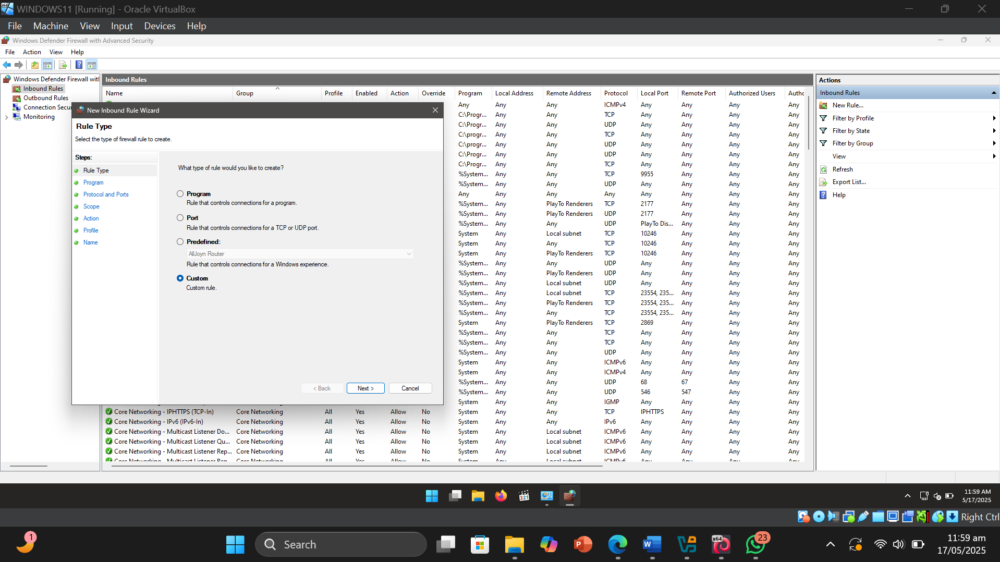 WINDOWS11 [Running] - Oracle VirtualBox
File Machine View Input Devices Help
Windows Defender Firewall with Advanced Security
File Action View Help
Windows Defender Firewall with
Inbound Rules
Outbound Rules
Connection Secur
Monitoring
Inbound Rules
Name Group Profile Enabled Action Override Program Local Address Remote Address Protocol Local Port Remote Port Authorized Users Authc
Any Any Any ICMPv4 Any Any Any Any
C:\Progr... Any Any TCP Any Any Any Any
C:\Progr... Any Any UDP Any Any Any Any
C:\progr... Any Any TCP Any Any Any Any
C:\progr... Any Any UDP Any Any Any Any
C:\Progr... Any Any UDP Any Any Any Any
C:\Progr... Any Any TCP Any Any Any Any
%System... Any Any TCP 9955 Any Any Any
%System... Any Any UDP Any Any Any Any
Any Any Any Any Any Any Any Any
%System... Any PlayTo Renderers TCP 2177 Any Any Any
%System... Any PlayTo Renderers UDP 2177 Any Any Any
%System... Any Any UDP PlayTo Dis... Any Any Any
System Any Local subnet TCP 10246 Any Any Any
System Any Any TCP 10246 Any Any Any
System Any PlayTo Renderers TCP 10246 Any Any Any
%System... Any Any UDP Any Any Any Any
%System... Any PlayTo Renderers UDP Any Any Any Any
%System... Any Local subnet UDP Any Any Any Any
%System... Any Local subnet TCP 23554, 235... Any Any Any
%System... Any PlayTo Renderers TCP 23554, 235... Any Any Any
%System... Any Any TCP 23554, 235... Any Any Any
System Any PlayTo Renderers TCP 2869 Any Any Any
%System... Any Any TCP Any Any Any Any
%System... Any Any TCP Any Any Any Any
%System... Any Any UDP Any Any Any Any
System Any Any ICMPv6 Any Any Any Any
System Any Any ICMPv4 Any Any Any Any
%System... Any Any UDP 68 67 Any Any
%System... Any Any UDP 546 547 Any Any
System Any Any IGMP Any Any Any Any
Core Networking - IPHTTPS (TCP-In) Core Networking All Yes Allow No System Any Any TCP IPHTTPS Any Any Any
Core Networking - IPv6 (IPv6-In) Core Networking All Yes Allow No System Any Any IPv6 Any Any Any Any
Core Networking - Multicast Listener Do... Core Networking All Yes Allow No System Any Local subnet ICMPv6 Any Any Any Any
Core Networking - Multicast Listener Qu... Core Networking All Yes Allow No System Any Local subnet ICMPv6 Any Any Any Any
Core Networking - Multicast Listener Rep... Core Networking All Yes Allow No System Any Local subnet ICMPv6 Any Any Any Any
Core Networking - Multicast Listener Rep... Core Networking All Yes Allow No System Any Local subnet ICMPv6 Any Any Any Any
New Inbound Rule Wizard
Rule Type
Select the type of firewall rule to create.
Steps:
Rule Type
Program
Protocol and Ports
Scope
Action
Profile
Name
What type of rule would you like to create?
Program
Rule that controls connections for a program.
Port
Rule that controls connections for a TCP or UDP port.
Predefined:
AllJoyn Router
Rule that controls connections for a Windows experience.
Custom
Custom rule.
< Back Next > Cancel
Actions
Inbound Rules
New Rule...
Filter by Profile
Filter by State
Filter by Group
View
Refresh
Export List...
Help
321
11:59 AM
5/17/2025
Right Ctrl
1
Search
x64
23
11:59 am
17/05/2025